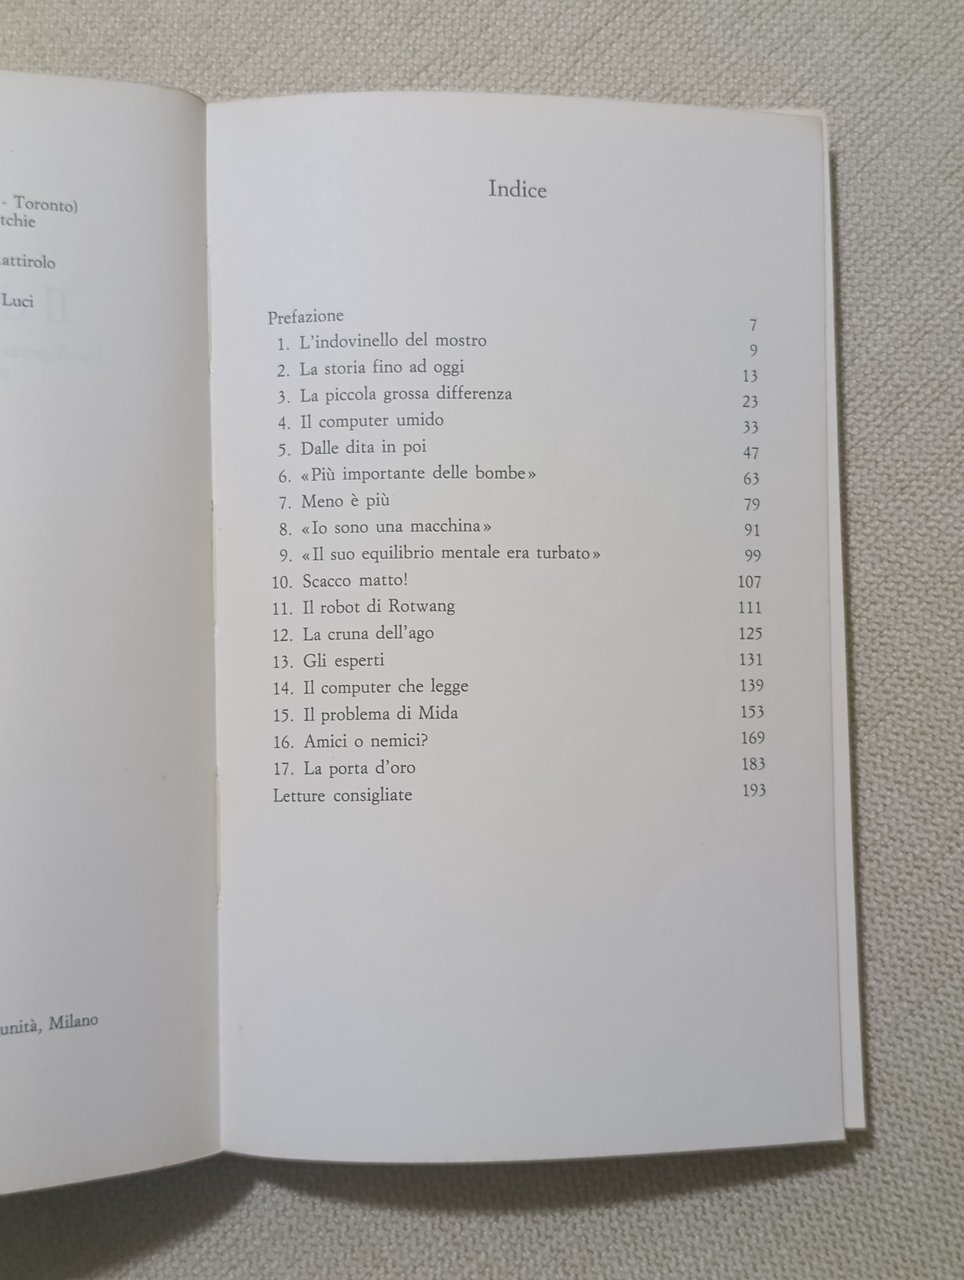 - Toronto)
tchie
attirolo
Luci
unità, Milano
Indice
Prefazione 7
1. L'indovinello del mostro 9
2. La storia fino ad oggi 13
3. La piccola grossa differenza 23
4. Il computer umido 33
5. Dalle dita in poi 47
6. «Più importante delle bombe» 63
7. Meno è più 79
8. «Io sono una macchina» 91
9. «Il suo equilibrio mentale era turbato» 99
10. Scacco matto! 107
11. Il robot di Rotwang 111
12. La cruna dell'ago 125
13. Gli esperti 131
14. Il computer che legge 139
15. Il problema di Mida 153
16. Amici o nemici? 169
17. La porta d'oro 183
Letture consigliate 193